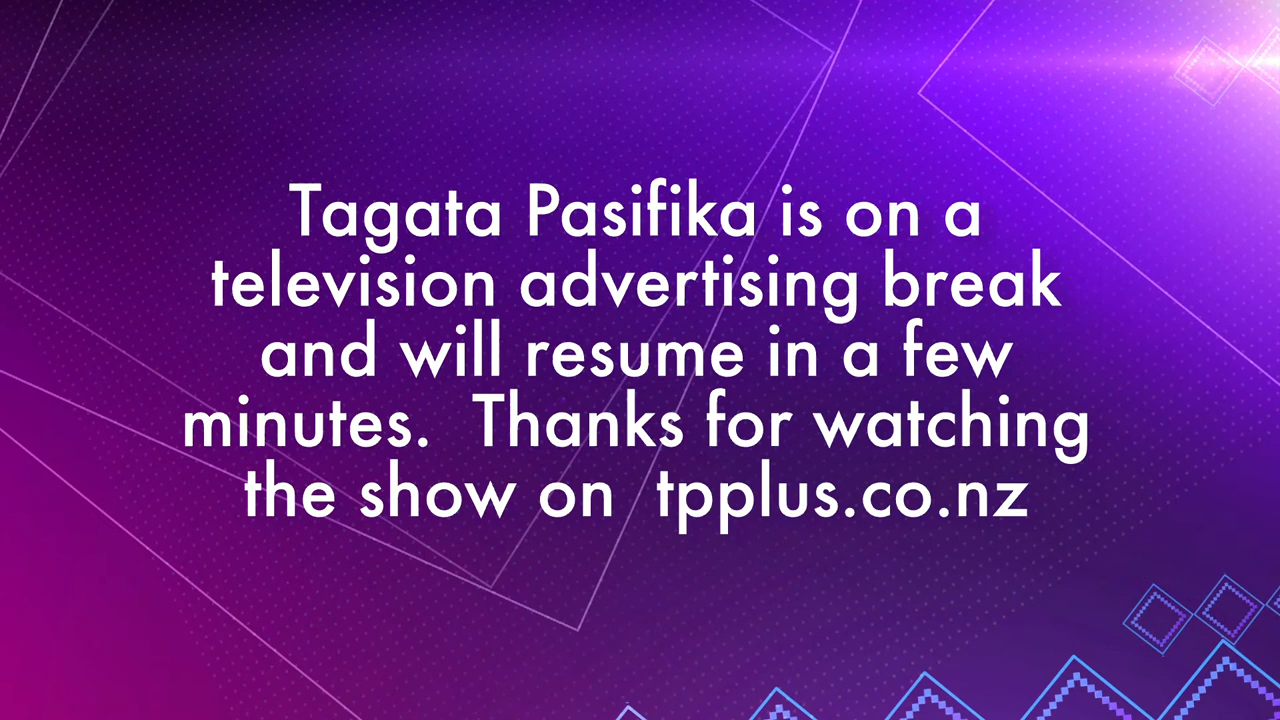 Tagata Pasifika is on a
television advertising break
and will resume in a few
minutes.  Thanks for watching
the show on  tpplus.co.nz